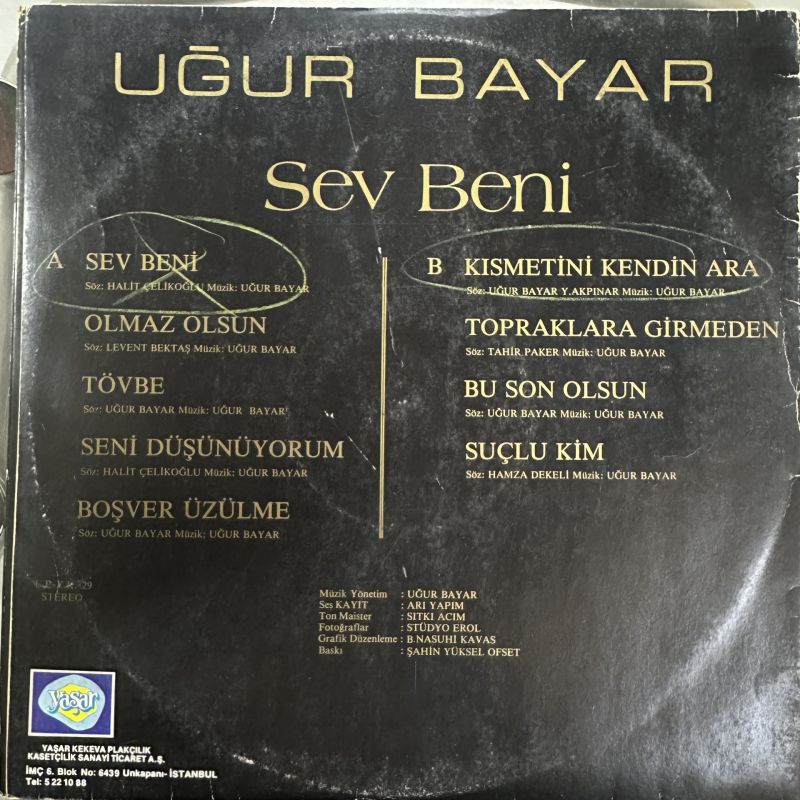 UĞUR BAYAR
Sev Beni
A SEV BENİ
Söz: HALİT ÇELİKOĞLU Müzik: UĞUR BAYAR
OLMAZ OLSUN
Söz: LEVENT BEKTAŞ Müzik: UĞUR BAYAR
TÖVBE
Söz: UĞUR BAYAR Müzik: UĞUR BAYAR
SENİ DÜŞÜNÜYORUM
Söz: HALİT ÇELİKOĞLU Müzik: UĞUR BAYAR
BOŞVER ÜZÜLME
Söz: UĞUR BAYAR Müzik: UĞUR BAYAR
B KISMETİNİ KENDİN ARA
Söz: UĞUR BAYAR Y.AKPINAR Müzik: UĞUR BAYAR
TOPRAKLARA GİRMEDEN
Söz: TAHİR PAKER Müzik: UĞUR BAYAR
BU SON OLSUN
Söz: UĞUR BAYAR Müzik: UĞUR BAYAR
SUÇLU KİM
Söz: HAMZA DEKELİ Müzik: UĞUR BAYAR
STEREO
Müzik Yönetim : UĞUR BAYAR
Ses KAYIT : ARI YAPIM
Ton Maister : SITKI ACIM
Fotoğraflar : STÜDYO EROL
Grafik Düzenleme : B.NASUHİ KAVAS
Baskı : ŞAHİN YÜKSEL OFSET
yaşar
YAŞAR KEKEVA PLAKÇILIK
KASETÇİLİK SANAYİ TİCARET A.Ş.
İMÇ 6. Blok No: 6439 Unkapanı- İSTANBUL
Tel: 5 22 10 88